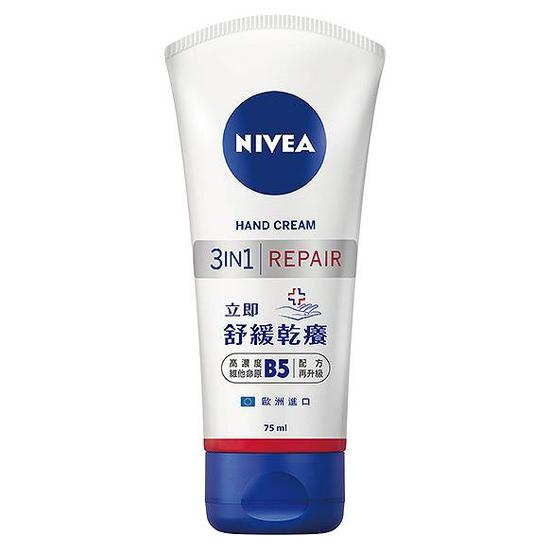 NIVEA
HAND CREAM
3IN1 REPAIR
立即
舒緩乾癢
高濃度
維他命原 B5 配方
再升級
歐洲進口
75 ml